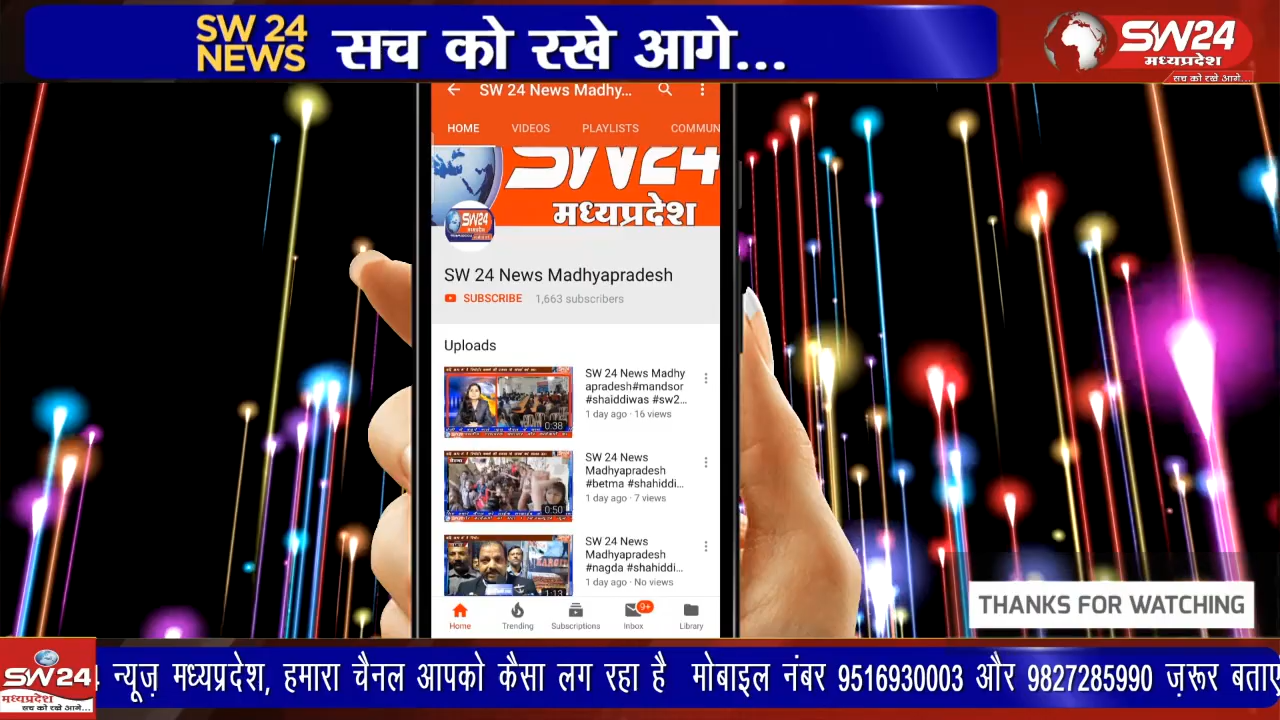 SW 24
NEWS
सच को रखे आगे...
SW24
मध्यप्रदेश
सच को रखे आगे...
SW 24 News Madhy...
HOME VIDEOS PLAYLISTS COMMUN
SW24
मध्यप्रदेश
SW24
SW 24 News Madhyapradesh
SUBSCRIBE 1,663 subscribers
Uploads
SW 24 News Madhy
apradesh#mandsor
#shaiddiwas #sw2...
1 day ago · 16 views
0:38
SW 24 News
Madhyapradesh
#betma #shahiddi...
1 day ago · 7 views
0:50
SW 24 News
Madhyapradesh
#nagda #shahiddi...
1 day ago · No views
1:13
9+
Home Trending Subscriptions Inbox Library
THANKS FOR WATCHING
SW24
मध्यप्रदेश
सच को रखे आगे...
4 न्यूज़ मध्यप्रदेश, हमारा चैनल आपको कैसा लग रहा है मोबाइल नंबर 9516930003 और 9827285990 ज़रूर बताए